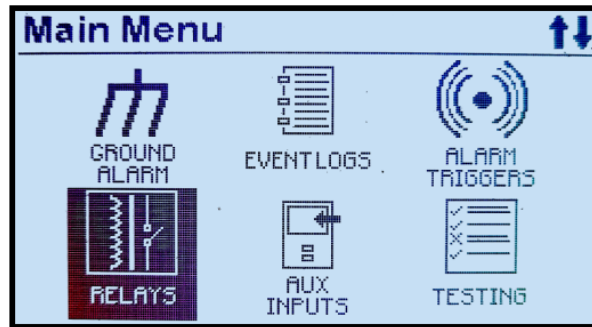 Main Menu
GROUND
ALARM
EVENT LOGS
ALARM
TRIGGERS
RELAYS
AUX
INPUTS
TESTING